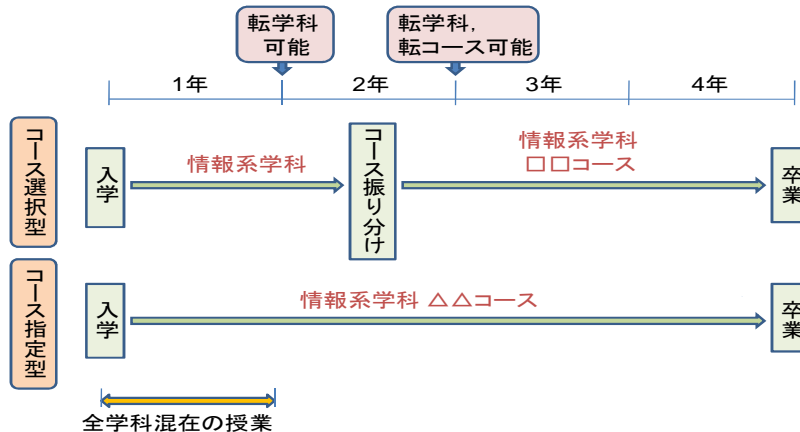 転学科
可能
転学科,
転コース可能
1年
2年
3年
4年
コース選択型
入学
情報系学科
コース振り分け
情報系学科
□□コース
卒業
コース指定型
入学
情報系学科 △△コース
卒業
全学科混在の授業